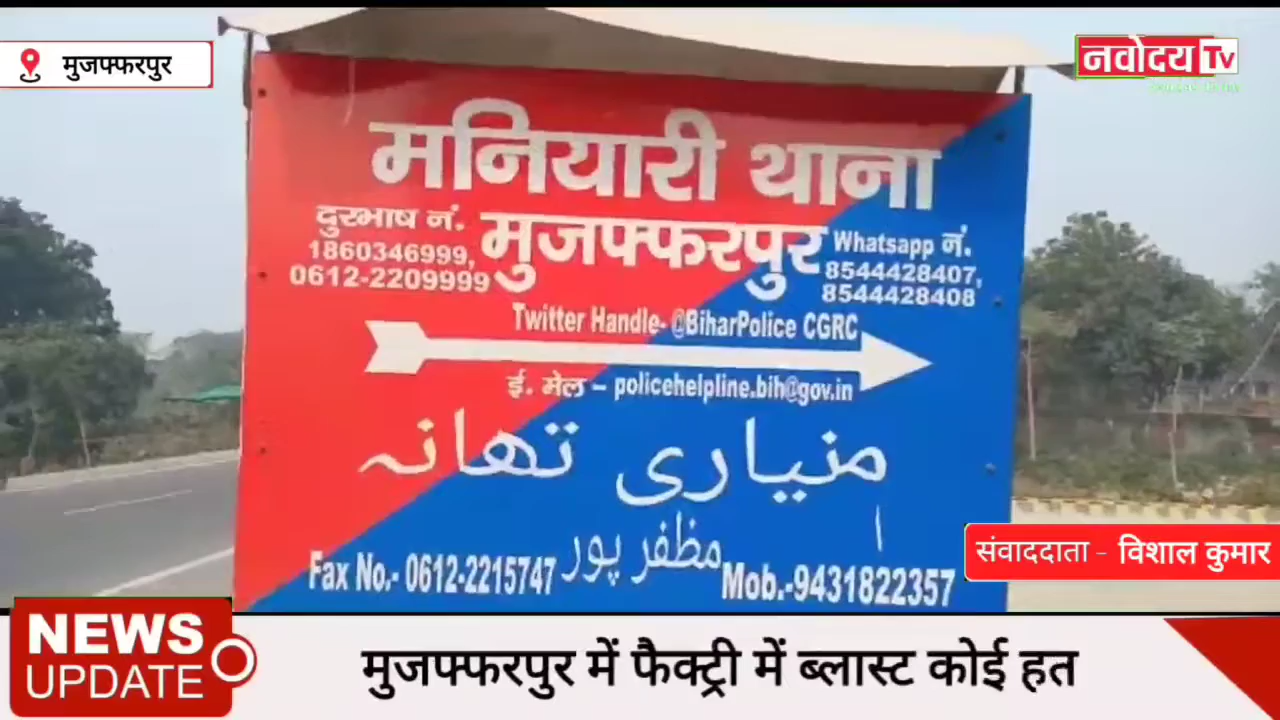 मुजफ्फरपुर
नवोदय Tv
मनियारी थाना
दुरभाष नं.
1860346999,
0612-2209999
मुजफ्फरपुर
Whatsapp नं.
8544428407,
8544428408
Twitter Handle- @BiharPolice CGRC
ई. मेल – policehelpline.bih@gov.in
منیاری تھانہ
مظفر پور
Fax No.- 0612-2215747
Mob.-9431822357
संवाददाता - विशाल कुमार
NEWS
UPDATE
मुजफ्फरपुर में फैक्ट्री में ब्लास्ट कोई हत